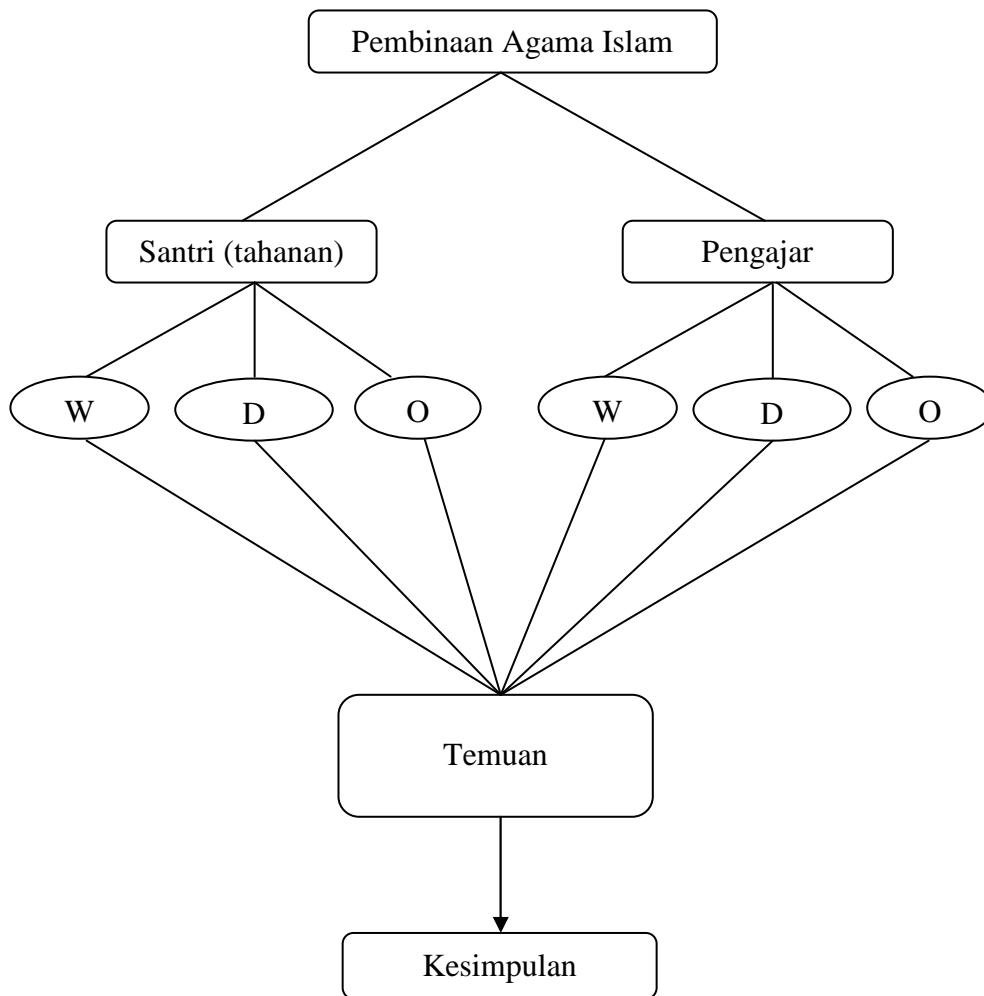 Pembinaan Agama Islam
Santri (tahanan)
Pengajar
W
D
O
W
D
O
Temuan
Kesimpulan